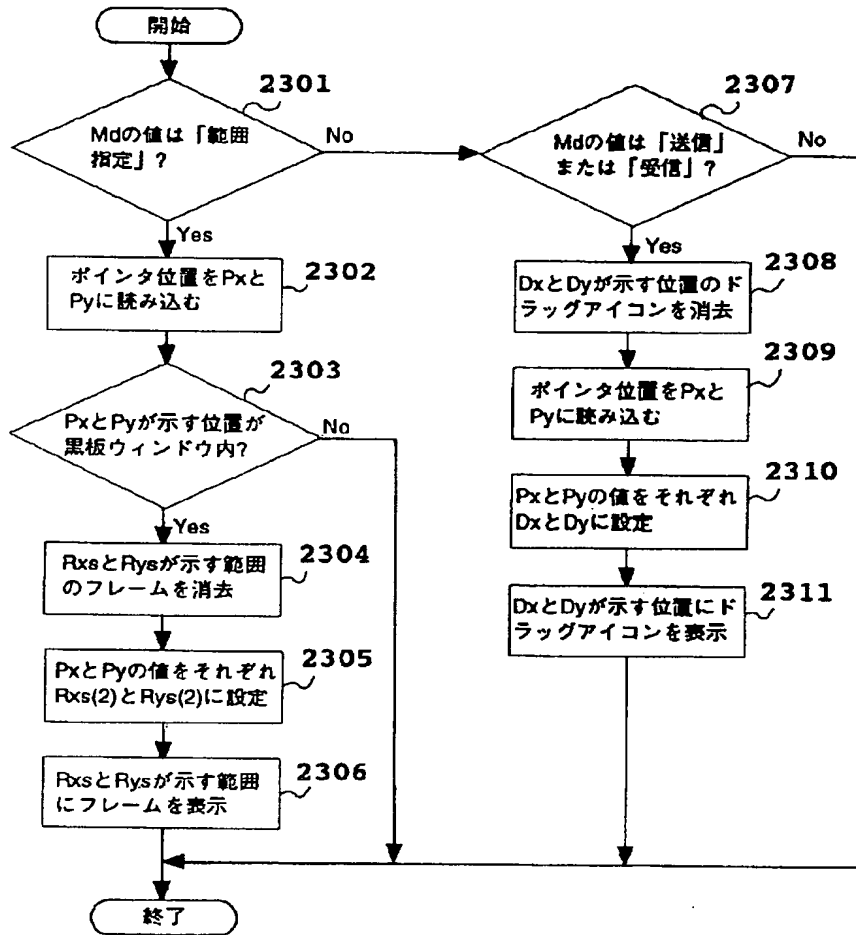 開始
2301
Mdの値は「範囲
指定」?
No
Yes
2302
ポインタ位置をPxと
Pyに読み込む
2303
PxとPyが示す位置が
黒板ウィンドウ内?
No
Yes
2304
RxsとRysが示す範囲
のフレームを消去
2305
PxとPyの値をそれぞれ
Rxs(2)とRys(2)に設定
2306
RxsとRysが示す範囲
にフレームを表示
終了
2307
Mdの値は「送信」
または「受信」?
No
Yes
2308
DxとDyが示す位置のド
ラッグアイコンを消去
2309
ポインタ位置をPxと
Pyに読み込む
2310
PxとPyの値をそれぞれ
DxとDyに設定
2311
DxとDyが示す位置にド
ラッグアイコンを表示